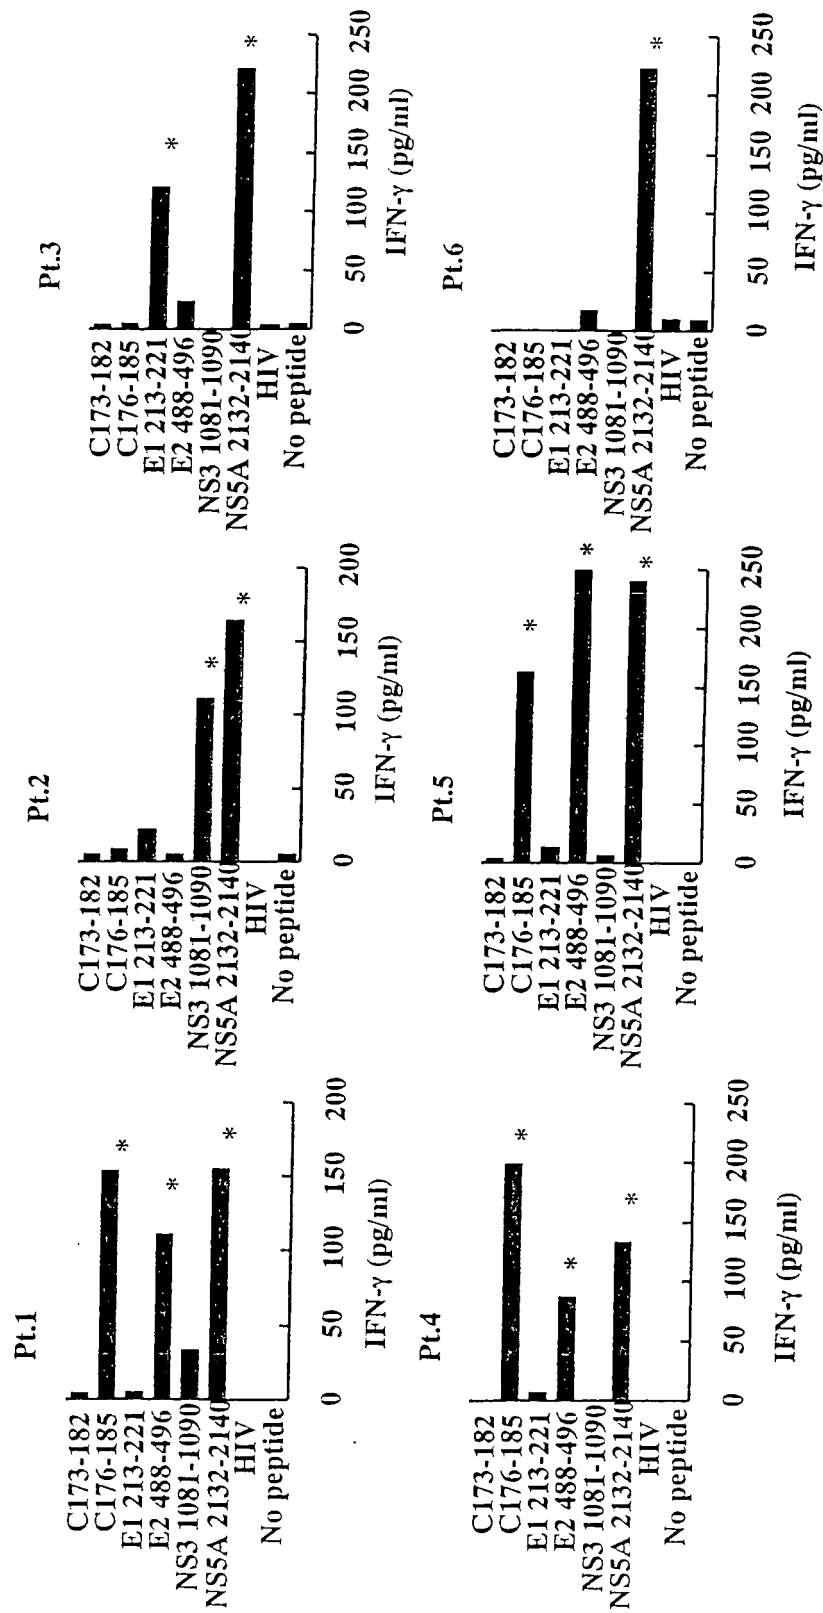 Pt.1
C173-182
C176-185
E1 213-221
E2 488-496
NS3 1081-1090
NS5A 2132-2140
HIV
No peptide
*
*
*
0 50 100 150 200
IFN-γ (pg/ml)
Pt.2
C173-182
C176-185
E1 213-221
E2 488-496
NS3 1081-1090
NS5A 2132-2140
HIV
No peptide
*
*
0 50 100 150 200
IFN-γ (pg/ml)
Pt.3
C173-182
C176-185
E1 213-221
E2 488-496
NS3 1081-1090
NS5A 2132-2140
HIV
No peptide
*
*
0 50 100 150 200 250
IFN-γ (pg/ml)
Pt.4
C173-182
C176-185
E1 213-221
E2 488-496
NS3 1081-1090
NS5A 2132-2140
HIV
No peptide
*
*
*
0 50 100 150 200 250
IFN-γ (pg/ml)
Pt.5
C173-182
C176-185
E1 213-221
E2 488-496
NS3 1081-1090
NS5A 2132-2140
HIV
No peptide
*
*
*
0 50 100 150 200 250
IFN-γ (pg/ml)
Pt.6
C173-182
C176-185
E1 213-221
E2 488-496
NS3 1081-1090
NS5A 2132-2140
HIV
No peptide
*
0 50 100 150 200 250
IFN-γ (pg/ml)